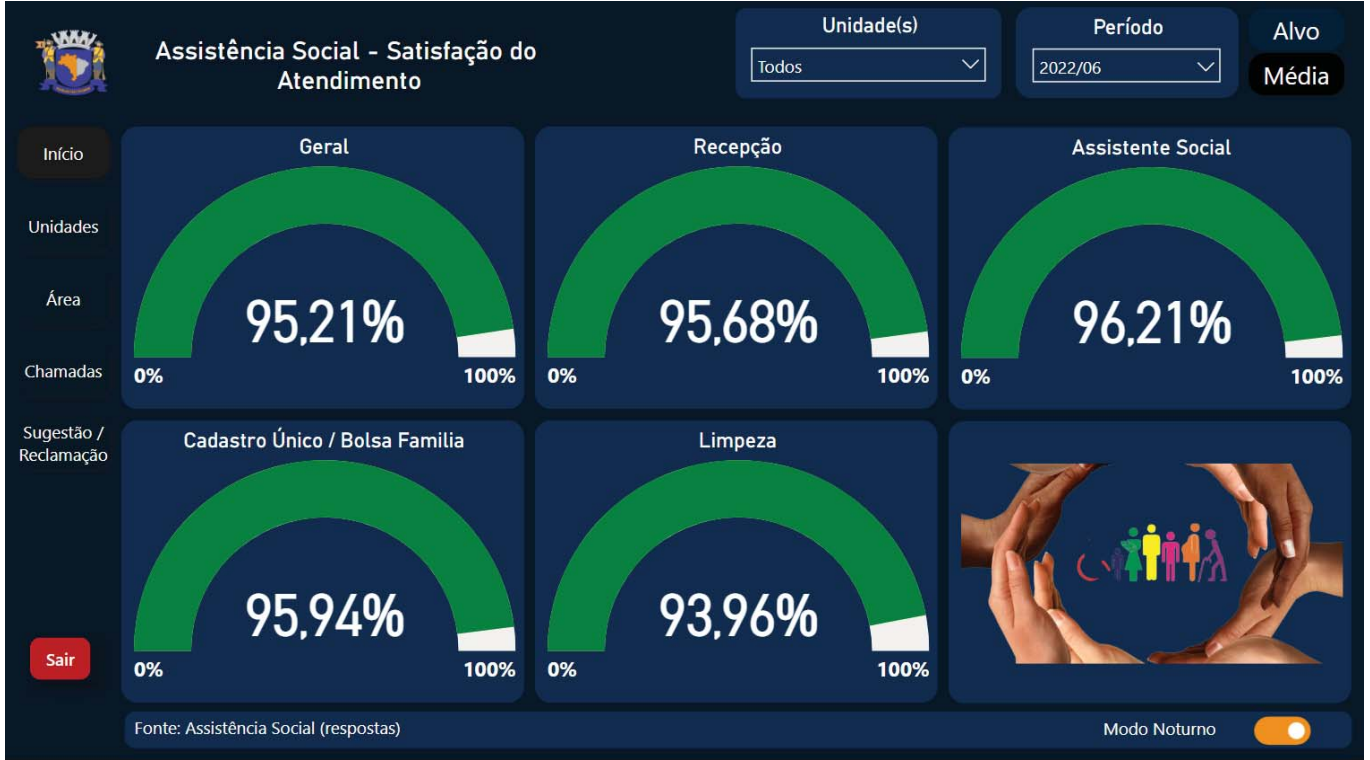 Assistência Social - Satisfação do
Atendimento
Unidade(s)
Todos
Período
2022/06
Alvo
Média
Início
Unidades
Área
Chamadas
Sugestão /
Reclamação
Sair
Geral
95,21%
0%
100%
Recepção
95,68%
0%
100%
Assistente Social
96,21%
0%
100%
Cadastro Único / Bolsa Familia
95,94%
0%
100%
Limpeza
93,96%
0%
100%
Fonte: Assistência Social (respostas)
Modo Noturno